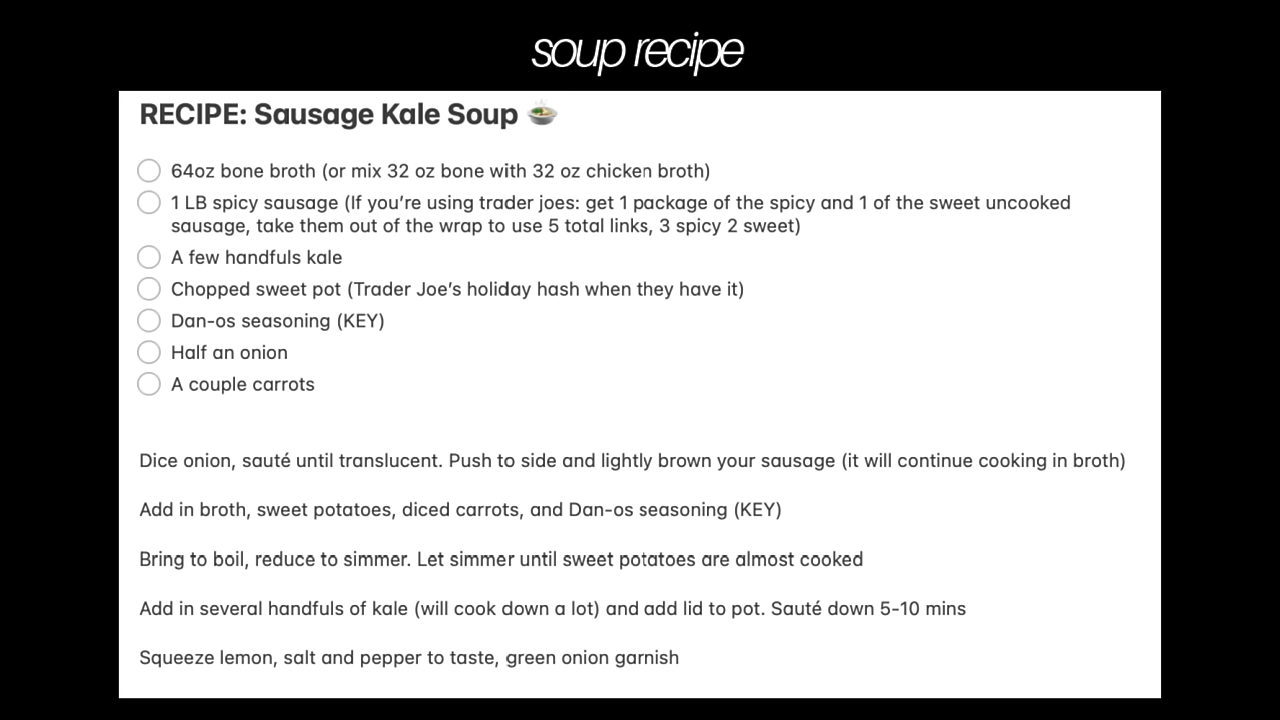 soup recipe
RECIPE: Sausage Kale Soup 🍲
64oz bone broth (or mix 32 oz bone with 32 oz chicken broth)
1 LB spicy sausage (If you're using trader joes: get 1 package of the spicy and 1 of the sweet uncooked
sausage, take them out of the wrap to use 5 total links, 3 spicy 2 sweet)
A few handfuls kale
Chopped sweet pot (Trader Joe's holiday hash when they have it)
Dan-os seasoning (KEY)
Half an onion
A couple carrots
Dice onion, sauté until translucent. Push to side and lightly brown your sausage (it will continue cooking in broth)
Add in broth, sweet potatoes, diced carrots, and Dan-os seasoning (KEY)
Bring to boil, reduce to simmer. Let simmer until sweet potatoes are almost cooked
Add in several handfuls of kale (will cook down a lot) and add lid to pot. Sauté down 5-10 mins
Squeeze lemon, salt and pepper to taste, green onion garnish